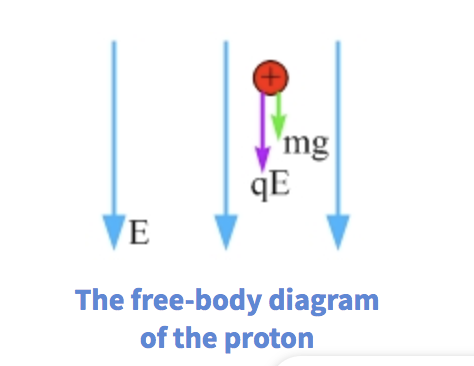 +
mg
qE
E
The free-body diagram
of the proton